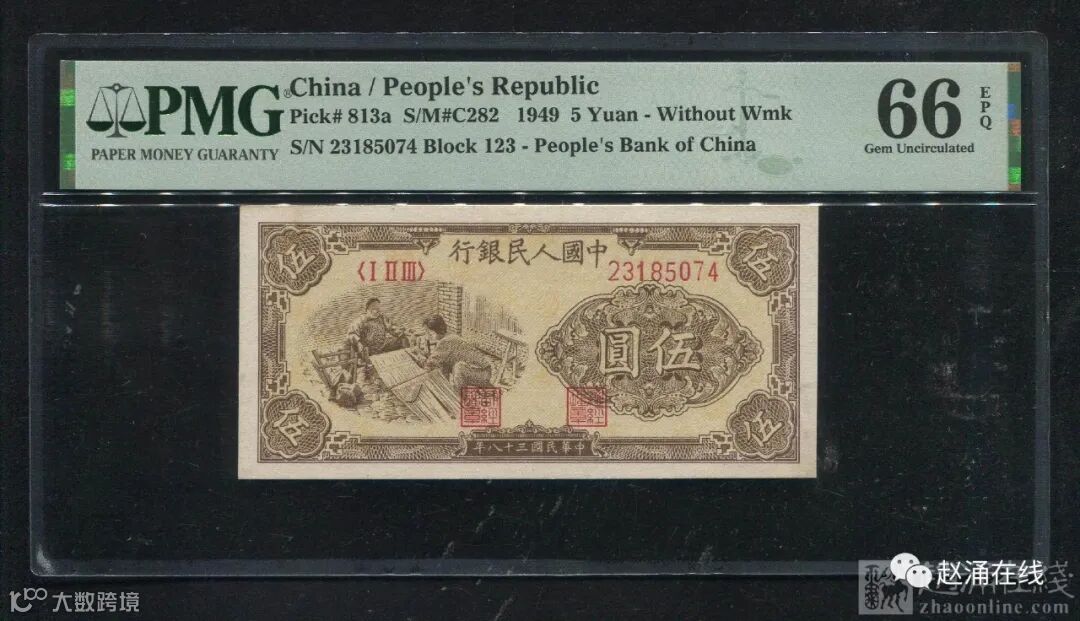 PMG
PAPER MONEY GUARANTY
China / People's Republic
Pick# 813a S/M#C282 1949 5 Yuan - Without Wmk
S/N 23185074 Block 123 - People's Bank of China
66
EPQ
Gem Uncirculated
行銀民人國中
〈I II III〉
23185074
伍
伍
圓伍
伍
伍
年八十三國民華中
大数跨境
赵涌在线
zhaoonline.com